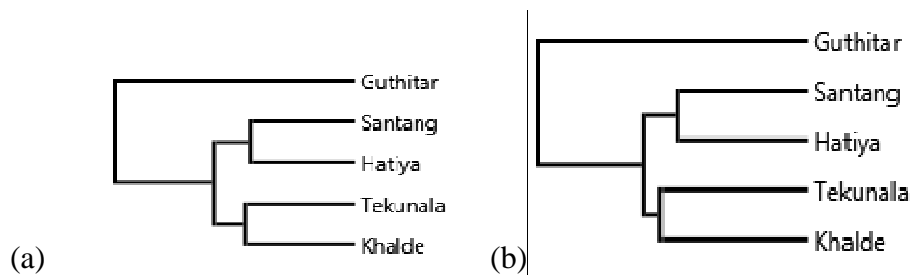 Guthitar
Santang
Hatiya
Tekunala
Khalde
(a)
Guthitar
Santang
Hatiya
Tekunala
Khalde
(b)